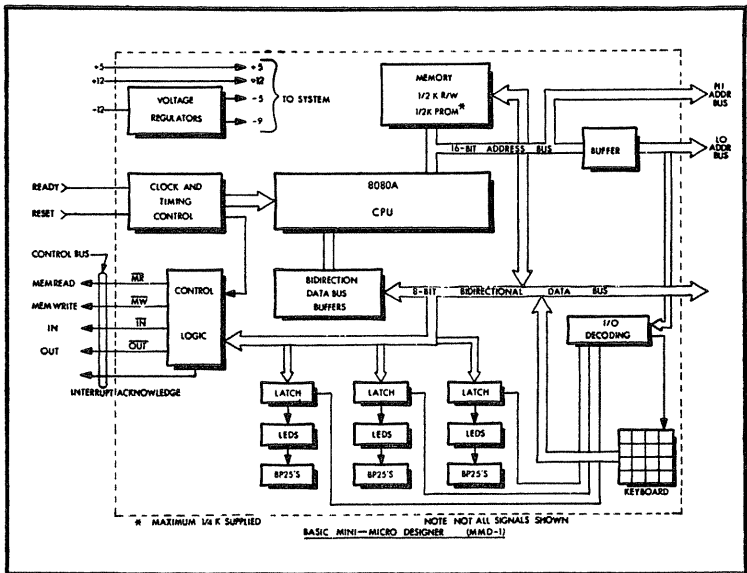 +5
+12
-12
+5
+12
-5
-9
TO SYSTEM
VOLTAGE
REGULATORS
MEMORY
1/2 K R/W
1/2K PROM*
HI
ADDR
BUS
LO
ADDR
BUS
16-BIT ADDRESS BUS
BUFFER
READY
RESET
CLOCK AND
TIMING
CONTROL
8080A
CPU
CONTROL BUS
MEMREAD
MEMWRITE
IN
OUT
MR
MW
IN
OUT
CONTROL
LOGIC
INTERRUPT ACKNOWLEDGE
BIDIRECTION
DATA BUS
BUFFERS
8-BIT BIDIRECTIONAL DATA BUS
I/O
DECODING
LATCH
LATCH
LATCH
LEDS
LEDS
LEDS
BP25'S
BP25'S
BP25'S
KEYBOARD
* MAXIMUM 1/4 K SUPPLIED
NOTE NOT ALL SIGNALS SHOWN
BASIC MINI-MICRO DESIGNER (MMD-1)